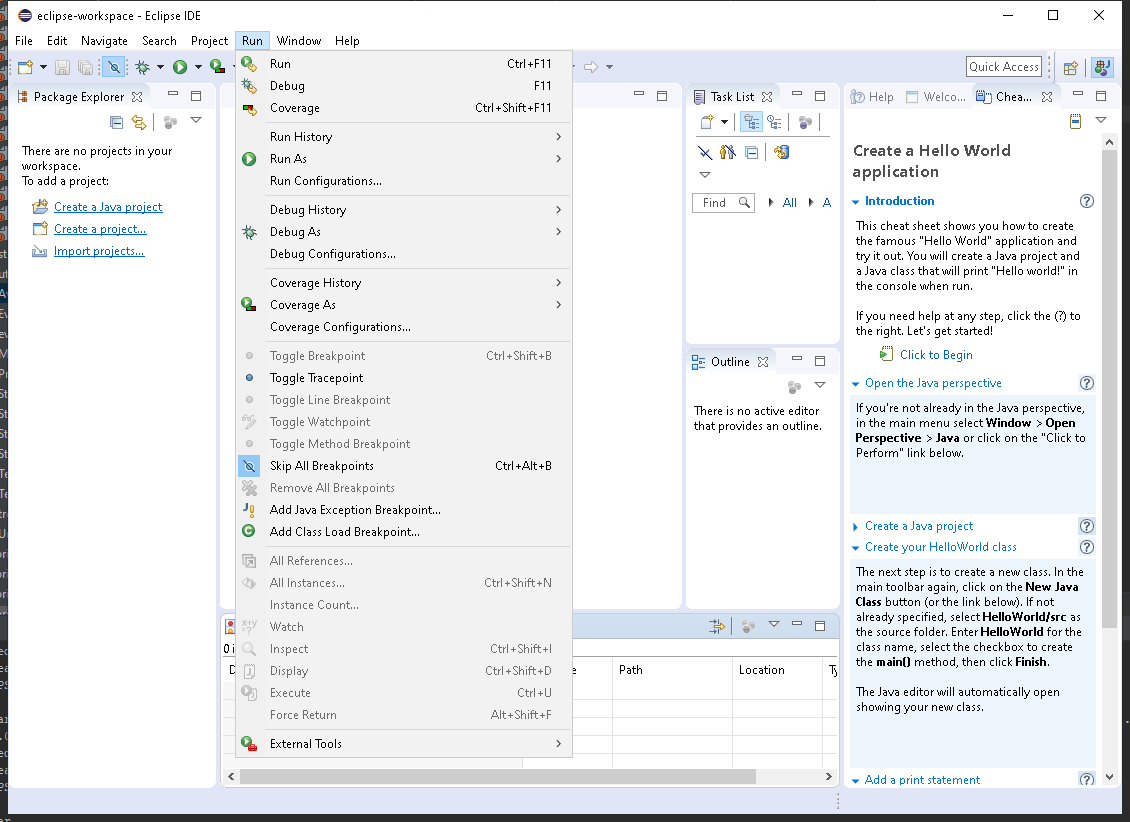 eclipse-workspace - Eclipse IDE
File Edit Navigate Search Project Run Window Help
Quick Access
Package Explorer
There are no projects in your
workspace.
To add a project:
Create a Java project
Create a project...
Import projects...
Run Ctrl+F11
Debug F11
Coverage Ctrl+Shift+F11
Run History
Run As
Run Configurations...
Debug History
Debug As
Debug Configurations...
Coverage History
Coverage As
Coverage Configurations...
Toggle Breakpoint Ctrl+Shift+B
Toggle Tracepoint
Toggle Line Breakpoint
Toggle Watchpoint
Toggle Method Breakpoint
Skip All Breakpoints Ctrl+Alt+B
Remove All Breakpoints
Add Java Exception Breakpoint...
Add Class Load Breakpoint...
All References...
All Instances... Ctrl+Shift+N
Instance Count...
Watch
Inspect Ctrl+Shift+I
Display Ctrl+Shift+D
Execute Ctrl+U
Force Return Alt+Shift+F
External Tools
Path Location
Task List
Find All A
Outline
There is no active editor
that provides an outline.
Help Welco... Chea...
Create a Hello World
application
Introduction
This cheat sheet shows you how to create
the famous "Hello World" application and
try it out. You will create a Java project and
a Java class that will print "Hello world!" in
the console when run.
If you need help at any step, click the (?) to
the right. Let's get started!
Click to Begin
Open the Java perspective
If you're not already in the Java perspective,
in the main menu select Window > Open
Perspective > Java or click on the "Click to
Perform" link below.
Create a Java project
Create your HelloWorld class
The next step is to create a new class. In the
main toolbar again, click on the New Java
Class button (or the link below). If not
already specified, select HelloWorld/src as
the source folder. Enter HelloWorld for the
class name, select the checkbox to create
the main() method, then click Finish.
The Java editor will automatically open
showing your new class.
Add a print statement